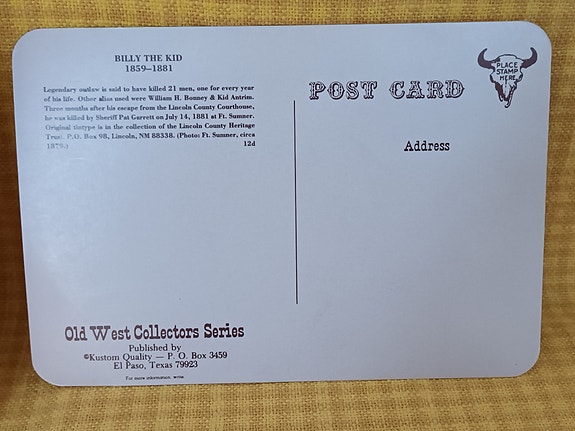 BILLY THE KID
1859–1881
Legendary outlaw is said to have killed 21 men, one for every year
of his life. Other alias used were William H. Bonney & Kid Antrim.
Three months after his escape from the Lincoln County Courthouse,
he was killed by Sheriff Pat Garrett on July 14, 1881 at Ft. Sumner.
Original tintype is in the collection of the Lincoln County Heritage
Trust, P.O. Box 98, Lincoln, NM 88338. (Photo: Ft. Sumner, circa
1879.) 12d
POST CARD
PLACE
STAMP
HERE
Address
Old West Collectors Series
Published by
©Kustom Quality — P. O. Box 3459
El Paso, Texas 79923
For more information, write